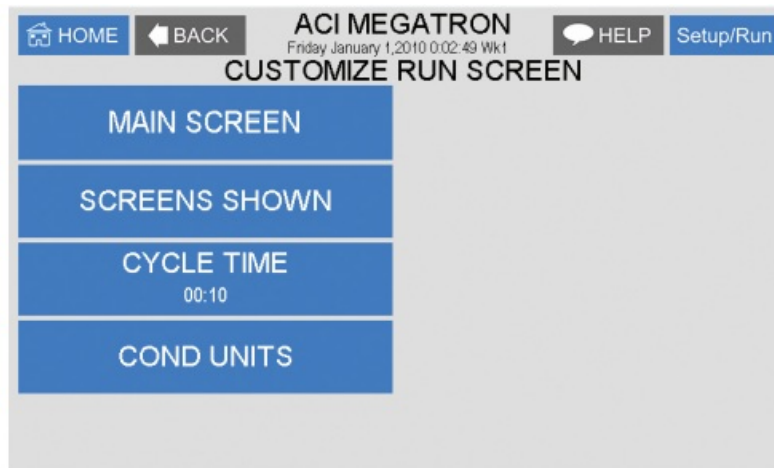 HOME BACK ACI MEGATRON HELP Setup/Run
Friday January 1,2010 0:02:49 Wk1
CUSTOMIZE RUN SCREEN
MAIN SCREEN
SCREENS SHOWN
CYCLE TIME
00:10
COND UNITS